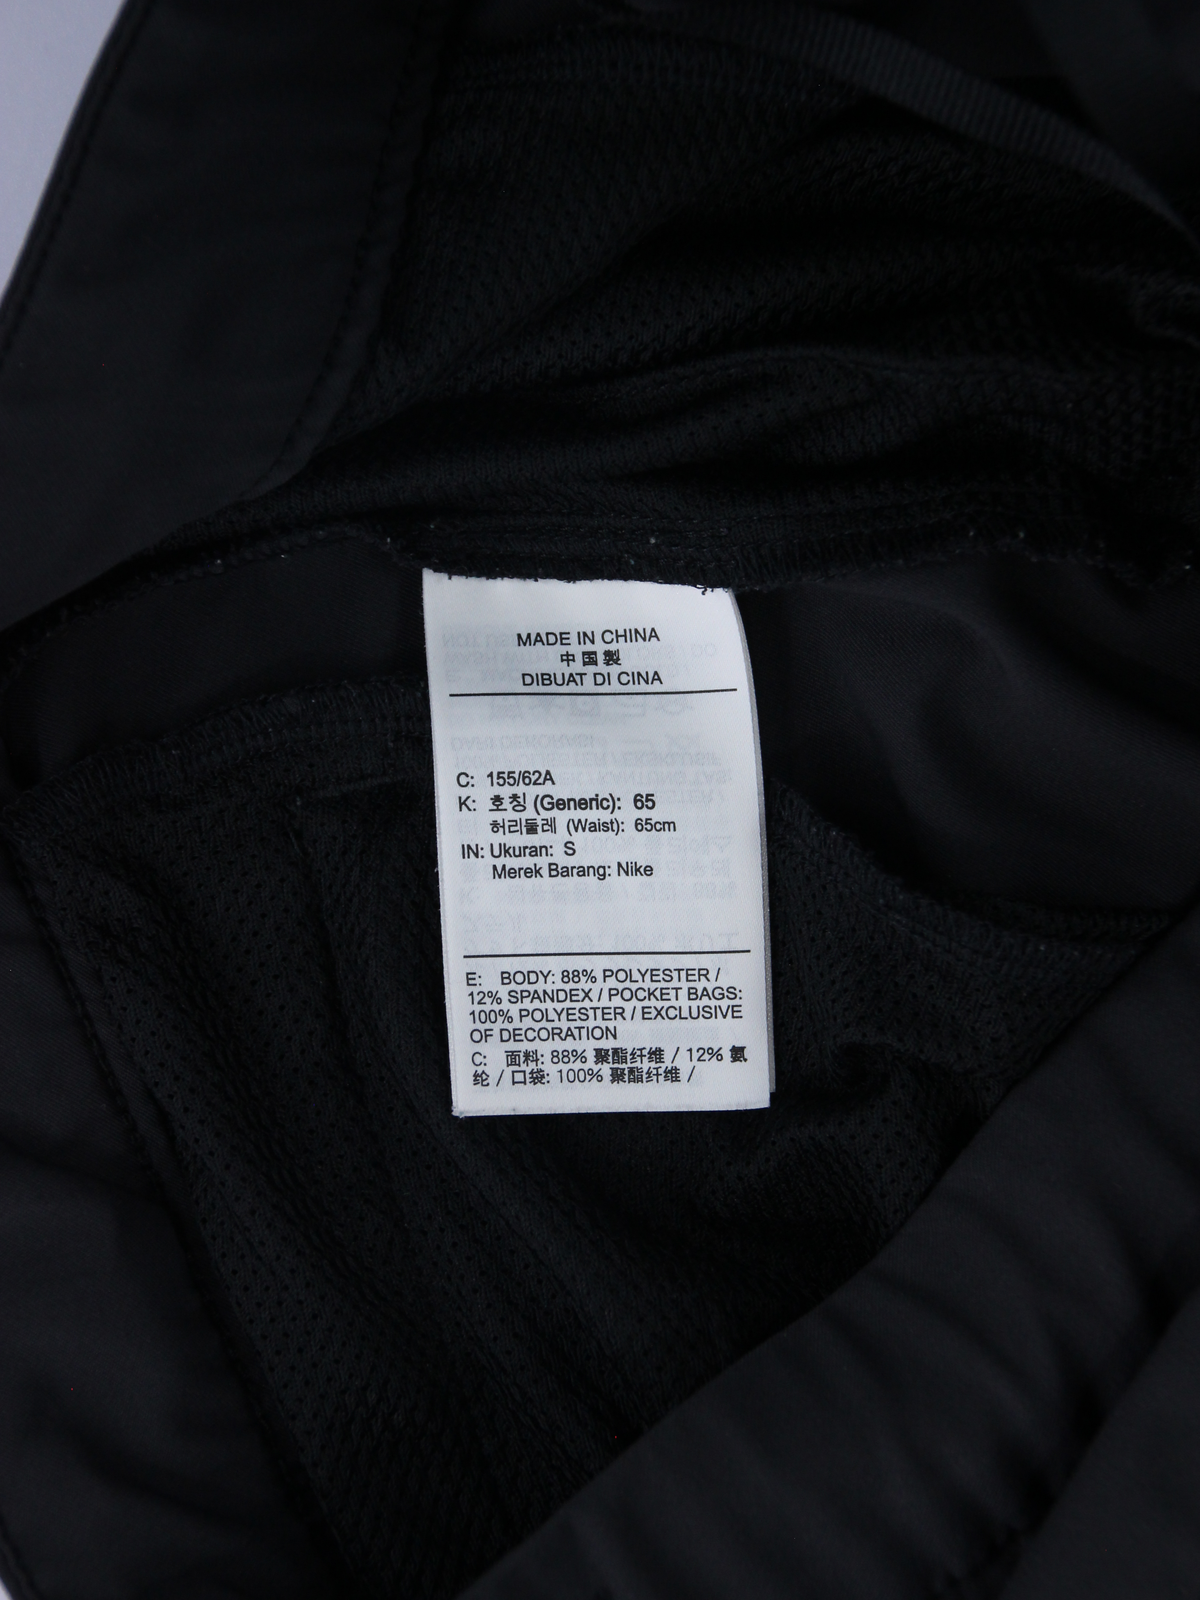 MADE IN CHINA
中国製
DIBUAT DI CINA
C: 155/62A
K: 호칭 (Generic): 65
허리둘레 (Waist): 65cm
IN: Ukuran: S
Merek Barang: Nike
E: BODY: 88% POLYESTER /
12% SPANDEX / POCKET BAGS:
100% POLYESTER / EXCLUSIVE
OF DECORATION
C: 面料: 88% 聚酯纤维 / 12% 氨
纶 / 口袋: 100% 聚酯纤维 /